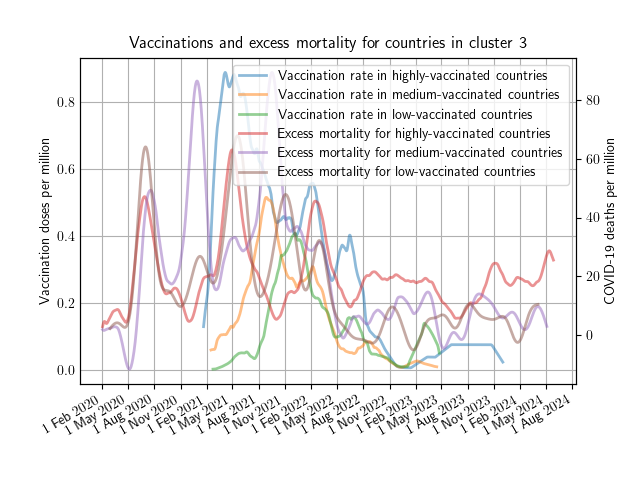 Vaccinations and excess mortality for countries in cluster 3
Vaccination rate in highly-vaccinated countries
Vaccination rate in medium-vaccinated countries
Vaccination rate in low-vaccinated countries
Excess mortality for highly-vaccinated countries
Excess mortality for medium-vaccinated countries
Excess mortality for low-vaccinated countries
Vaccination doses per million
0.8
0.6
0.4
0.2
0.0
COVID-19 deaths per million
80
60
40
20
0
1 Feb 2020
1 May 2020
1 Aug 2020
1 Nov 2020
1 Feb 2021
1 May 2021
1 Aug 2021
1 Nov 2021
1 Feb 2022
1 May 2022
1 Aug 2022
1 Nov 2022
1 Feb 2023
1 May 2023
1 Aug 2023
1 Nov 2023
1 Feb 2024
1 May 2024
1 Aug 2024